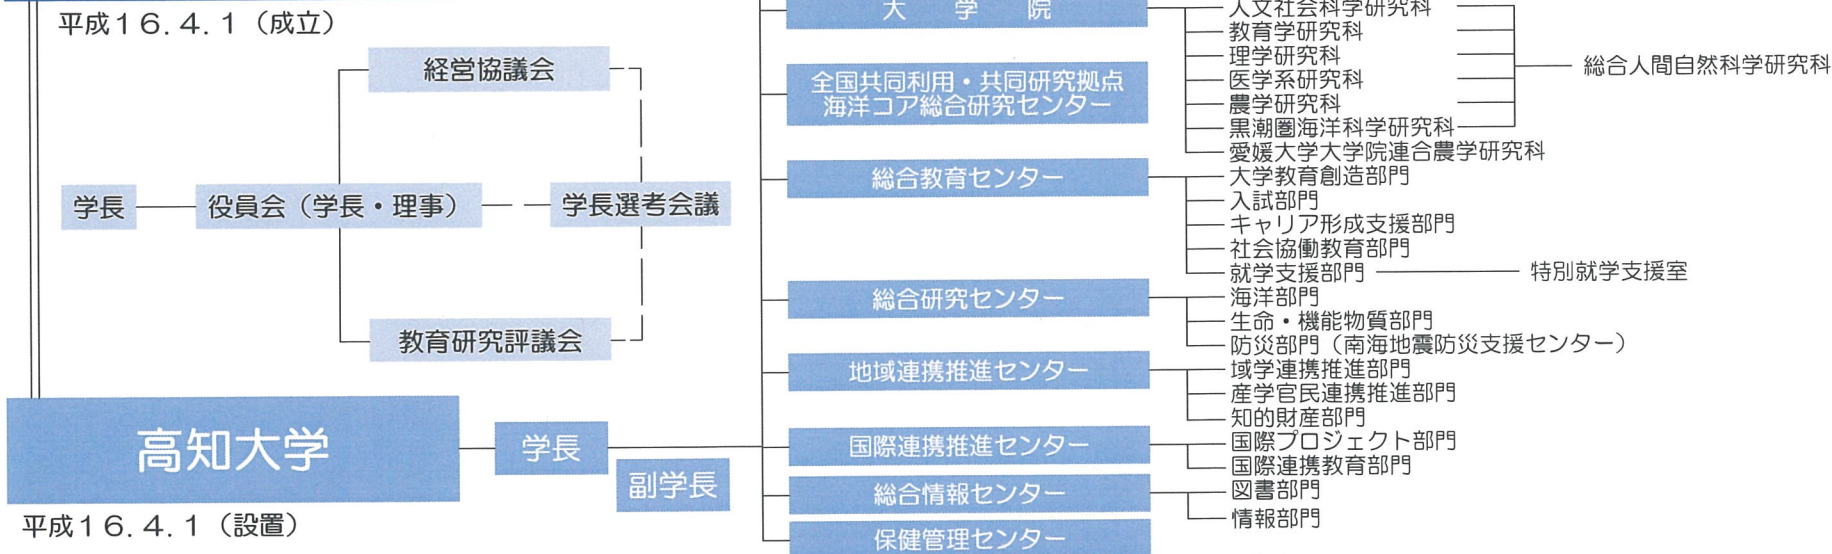 平成16.4.1（成立）
経営協議会
学長
役員会（学長・理事）
学長選考会議
教育研究評議会
高知大学
学長
副学長
平成16.4.1（設置）
大学院
人文社会科学研究科
教育学研究科
理学研究科
医学系研究科
農学研究科
黒潮圏海洋科学研究科
総合人間自然科学研究科
愛媛大学大学院連合農学研究科
全国共同利用・共同研究拠点
海洋コア総合研究センター
総合教育センター
大学教育創造部門
入試部門
キャリア形成支援部門
社会協働教育部門
就学支援部門
特別就学支援室
総合研究センター
海洋部門
生命・機能物質部門
防災部門（南海地震防災支援センター）
地域連携推進センター
域学連携推進部門
産学官民連携推進部門
知的財産部門
国際連携推進センター
国際プロジェクト部門
国際連携教育部門
総合情報センター
図書部門
情報部門
保健管理センター